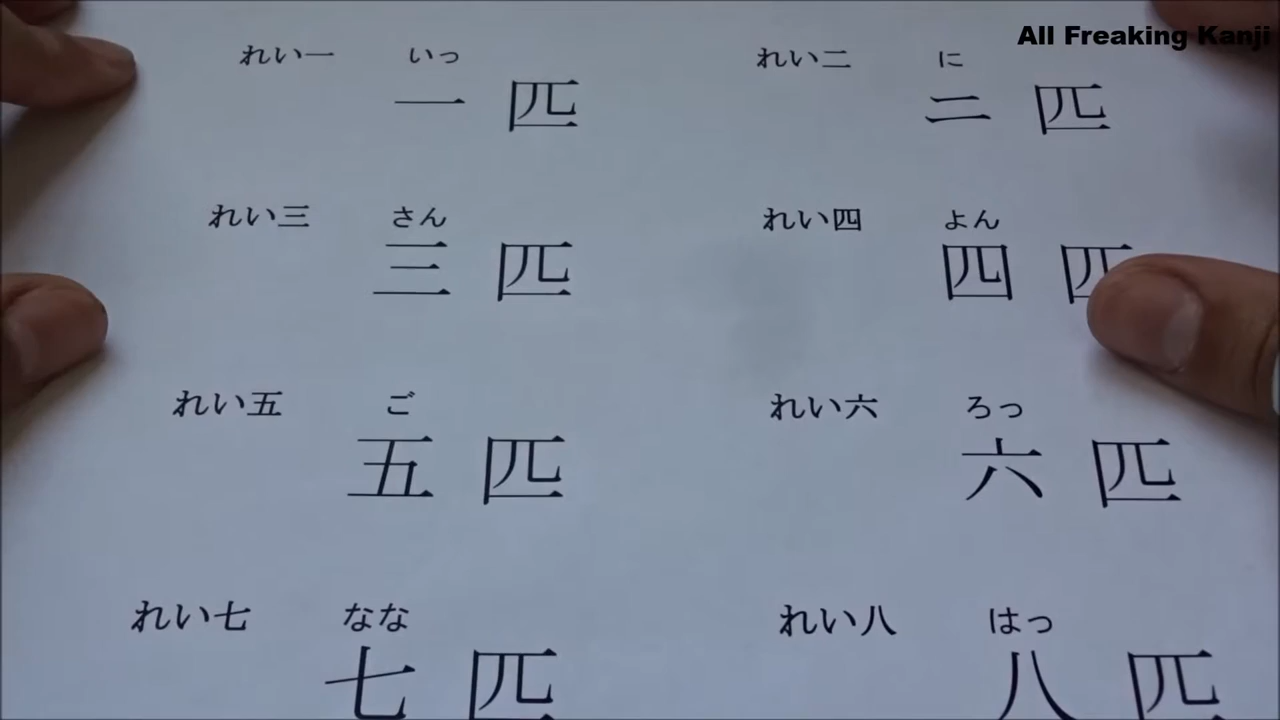 All Freaking Kanji
れい一 いっ れい二 に
一 匹 二 匹
れい三 さん れい四 よん
三 匹 四 匹
れい五 ご れい六 ろっ
五 匹 六 匹
れい七 なな れい八 はっ
七 匹 八 匹